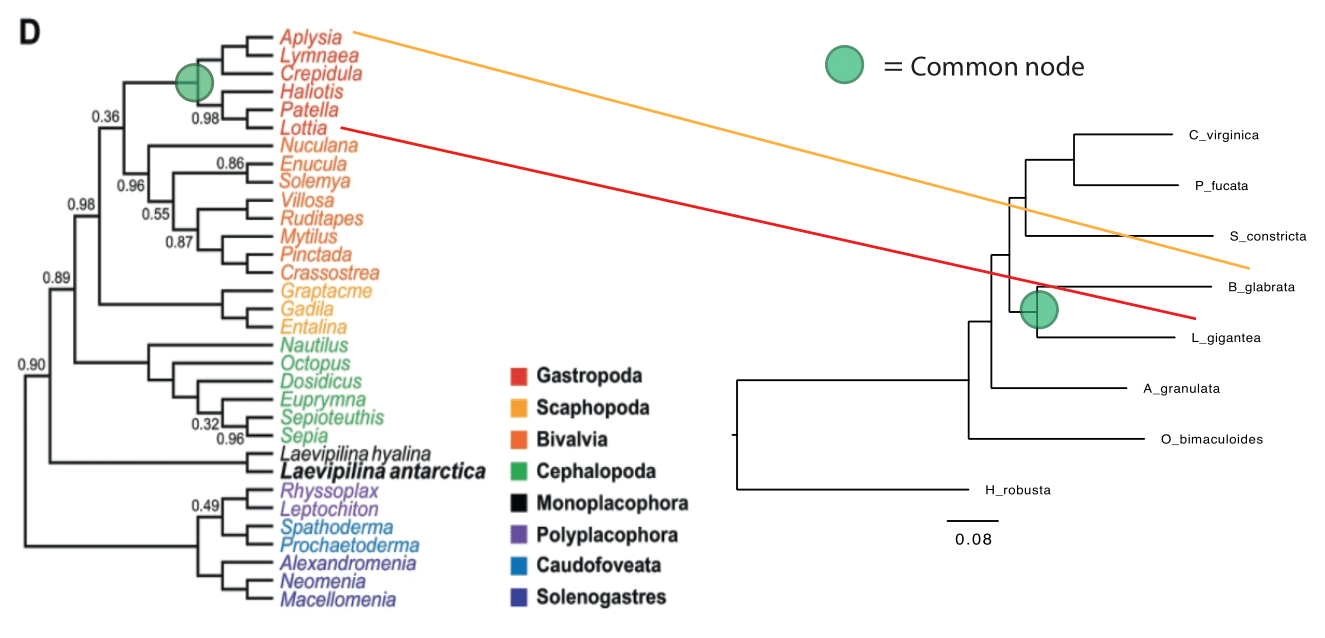 D
Aplysia
Lymnaea
Crepidula
Haliotis
Patella
0.98
Lottia
0.36
Nuculana
0.86
Enucula
0.96
Solemya
Villosa
0.98
0.55
Ruditapes
0.87
Mytilus
Pinctada
Crassostrea
0.89
Graptacme
Gadila
Entalina
Nautilus
0.90
Octopus
Dosidicus
Euprymna
Sepioteuthis
0.32
Sepia
0.96
Laevipilina hyalina
Laevipilina antarctica
Rhyssoplax
0.49
Leptochiton
Spathoderma
Prochaetoderma
Alexandromenia
Neomenia
Macellomenia
Gastropoda
Scaphopoda
Bivalvia
Cephalopoda
Monoplacophora
Polyplacophora
Caudofoveata
Solenogastres
= Common node
C_virginica
P_fucata
S_constricta
B_glabrata
L_gigantea
A_granulata
O_bimaculoides
H_robusta
0.08